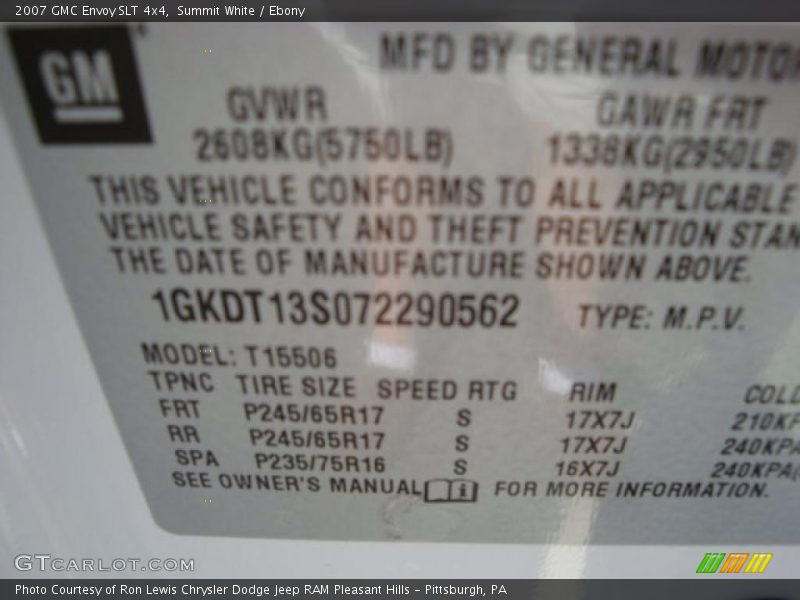 2007 GMC Envoy SLT 4x4, Summit White / Ebony
GM
MFD BY GENERAL MOTOR
GVWR GAWR FRT
2608KG(5750LB) 1338KG(2950LB)
THIS VEHICLE CONFORMS TO ALL APPLICABLE
VEHICLE SAFETY AND THEFT PREVENTION STAN
THE DATE OF MANUFACTURE SHOWN ABOVE.
1GKDT13S072290562 TYPE: M.P.V.
MODEL: T15506
TPNC TIRE SIZE SPEED RTG RIM COLD
FRT P245/65R17 S 17X7J 210KP
RR P245/65R17 S 17X7J 240KPA
SPA P235/75R16 S 16X7J 240KPA(
SEE OWNER'S MANUAL FOR MORE INFORMATION.
GTCARLOT.COM
Photo Courtesy of Ron Lewis Chrysler Dodge Jeep RAM Pleasant Hills - Pittsburgh, PA